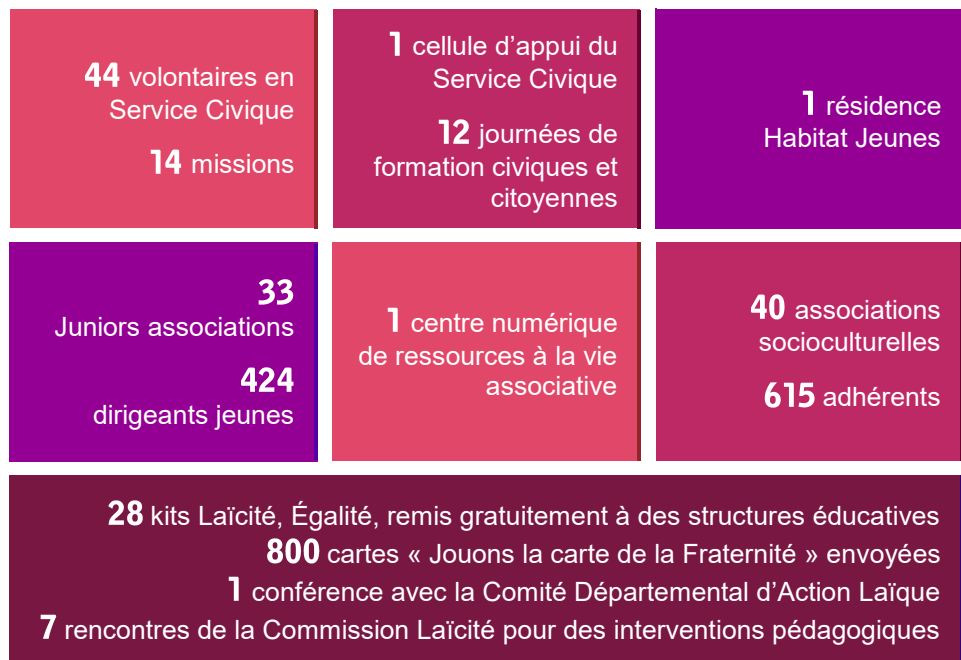 44 volontaires en
Service Civique
14 missions
1 cellule d’appui du
Service Civique
12 journées de
formation civiques et
citoyennes
1 résidence
Habitat Jeunes
33
Juniors associations
424
dirigeants jeunes
1 centre numérique
de ressources à la vie
associative
40 associations
socioculturelles
615 adhérents
28 kits Laïcité, Égalité, remis gratuitement à des structures éducatives
800 cartes « Jouons la carte de la Fraternité » envoyées
1 conférence avec la Comité Départemental d’Action Laïque
7 rencontres de la Commission Laïcité pour des interventions pédagogiques